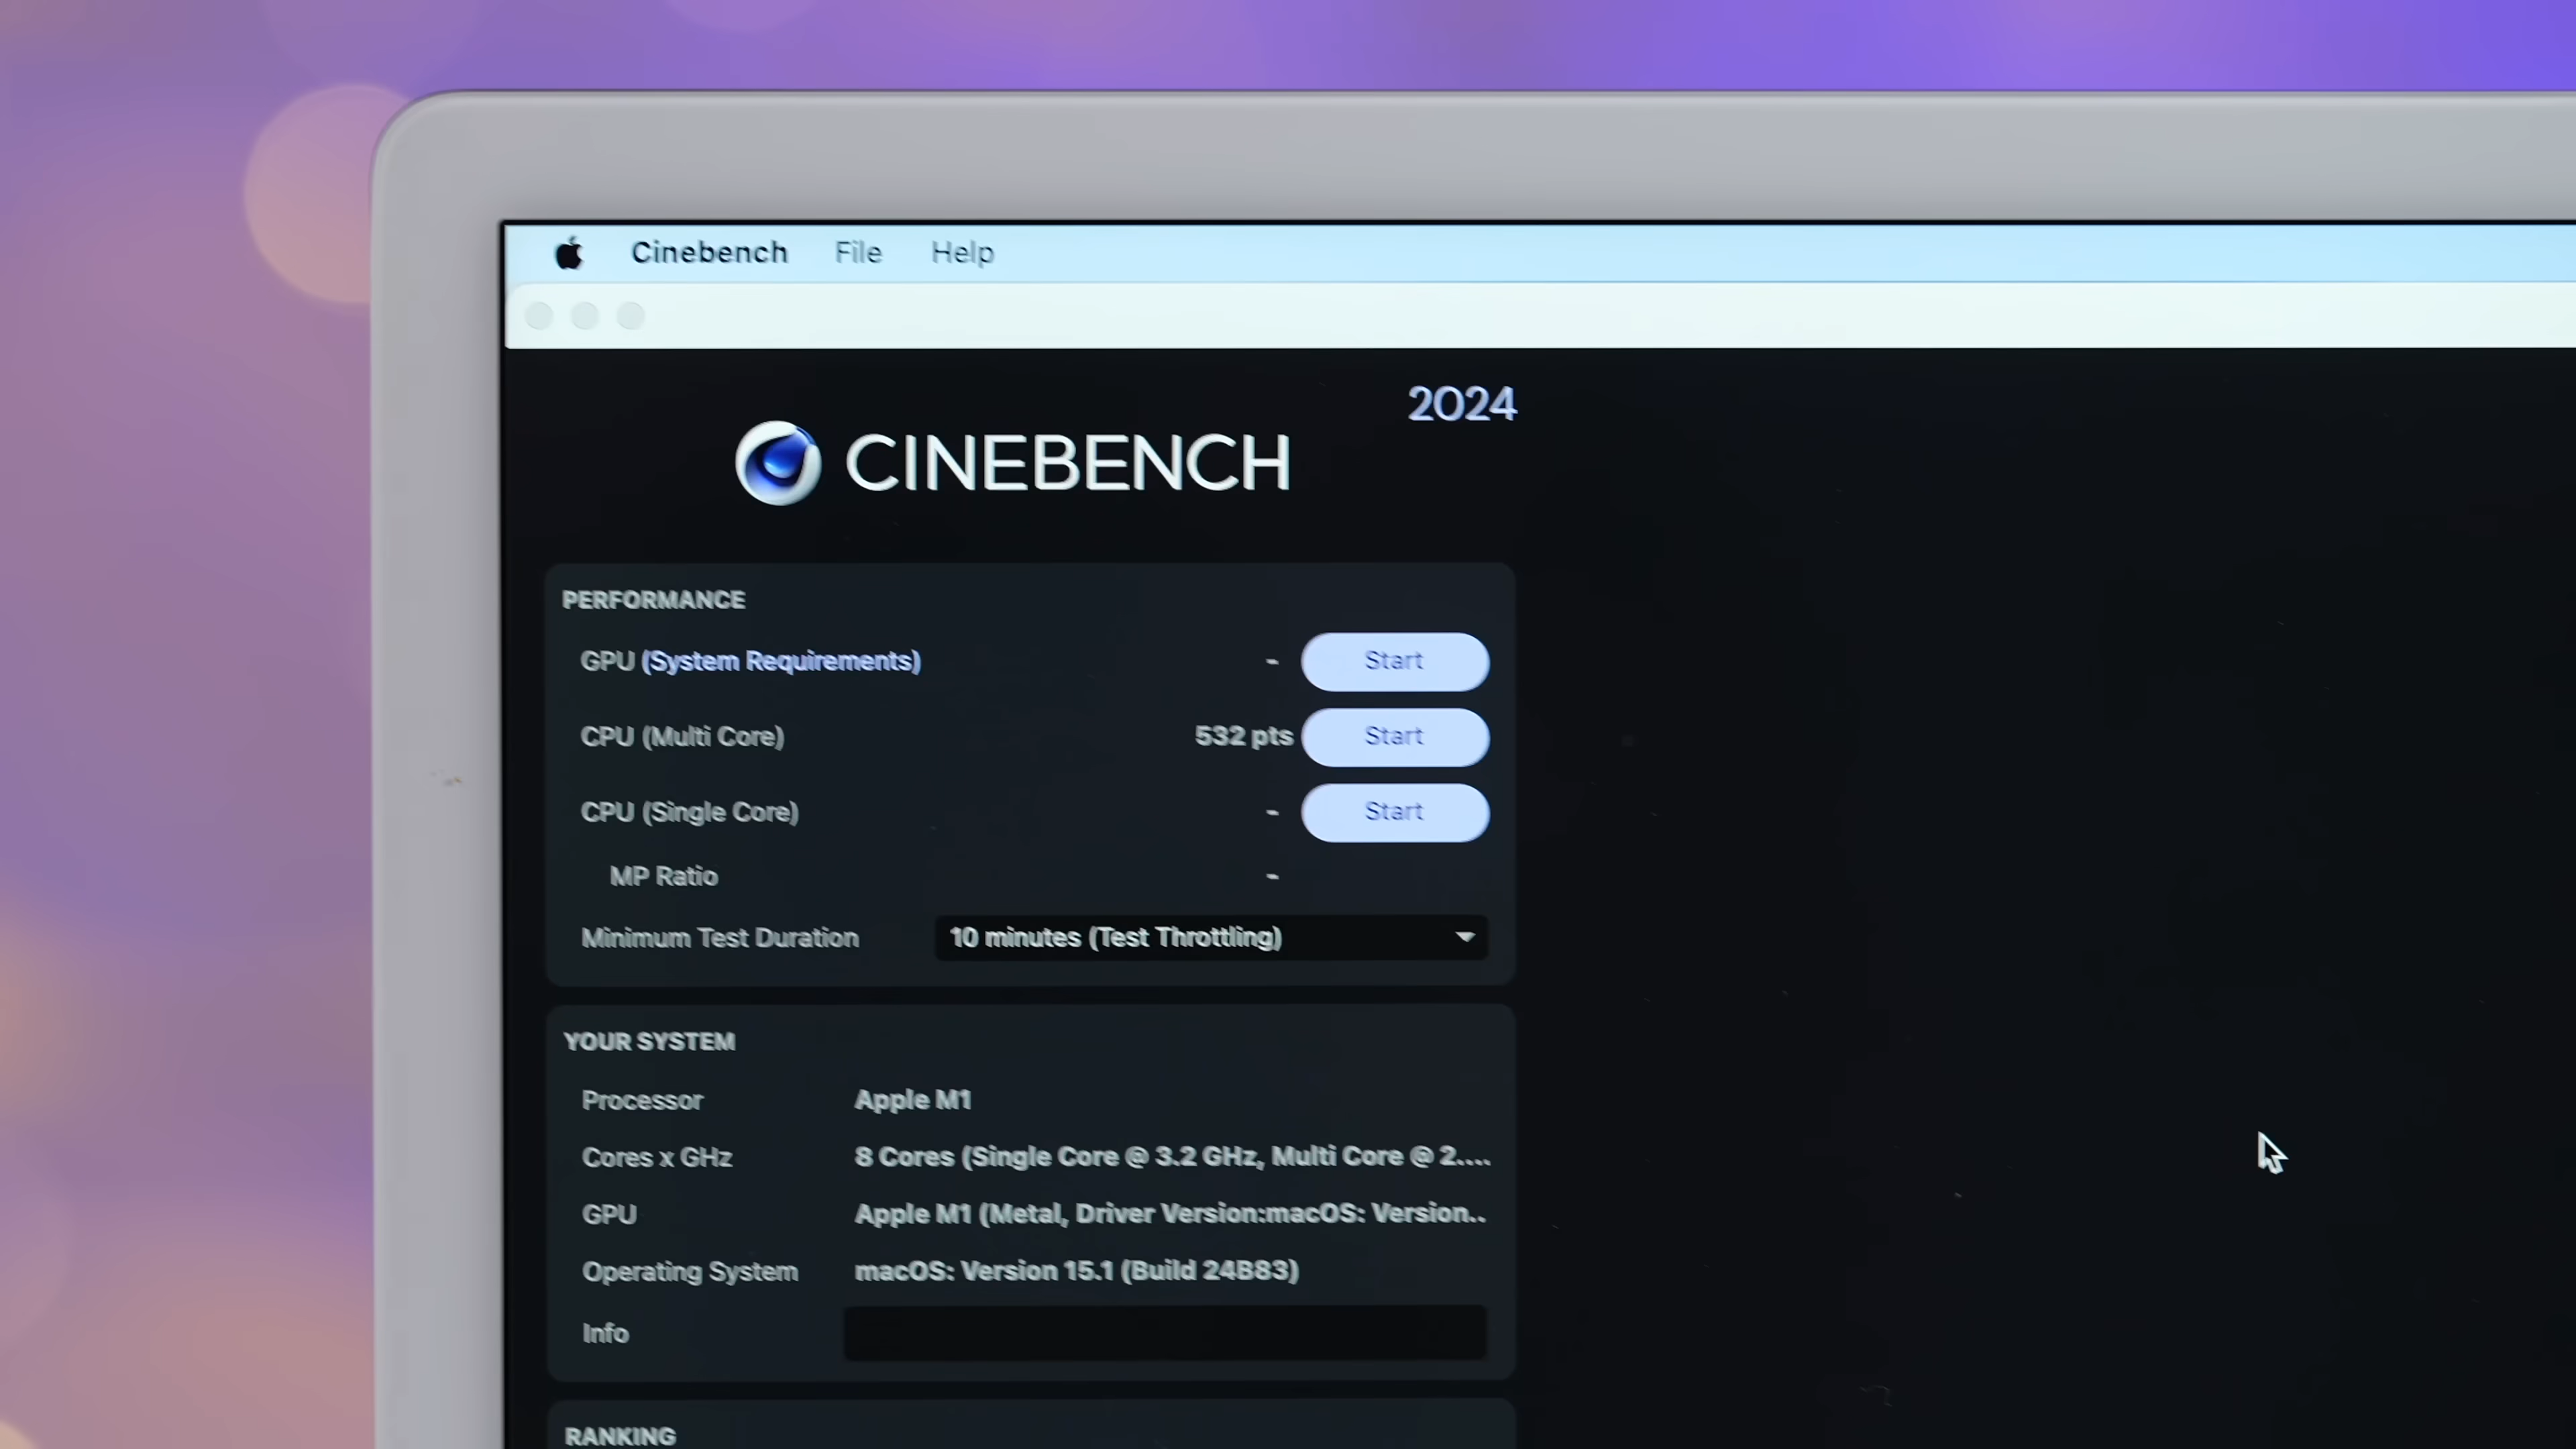 Cinebench File Help
2024
CINEBENCH
PERFORMANCE
GPU (System Requirements) - Start
CPU (Multi Core) 532 pts Start
CPU (Single Core) - Start
MP Ratio -
Minimum Test Duration 10 minutes (Test Throttling)
YOUR SYSTEM
Processor Apple M1
Cores x GHz 8 Cores (Single Core @ 3.2 GHz, Multi Core @ 2....
GPU Apple M1 (Metal, Driver Version:macOS: Version..
Operating System macOS: Version 15.1 (Build 24B83)
Info
RANKING